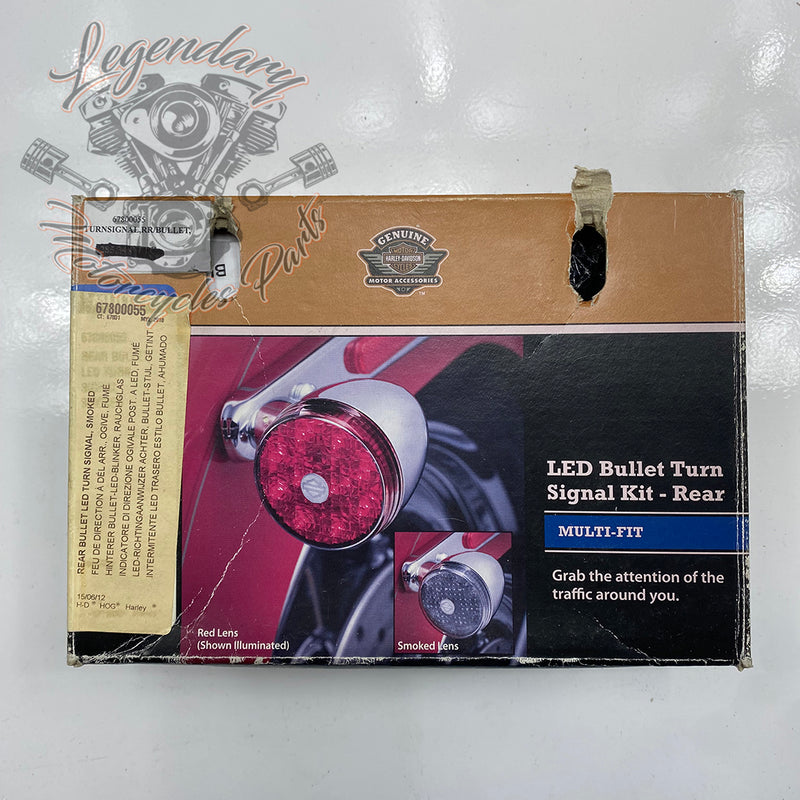 Legendary
Motorcycles Parts
67800055
TURNSIGNAL,RR/BULLET,
B
GENUINE
MOTOR
HARLEY-DAVIDSON
CYCLES
MOTOR ACCESSORIES
™
67800055
REAR BULLET LED TURN SIGNAL, SMOKED
FEU DE DIRECTION À DEL ARR., OGIVE, FUMÉ
HINTERER BULLET-LED-BLINKER, RAUCHGLAS
INDICATORE DI DIREZIONE OGIVALE POST. A LED, FUMÉ
LED-RICHTINGAANWIJZER ACHTER, BULLET-STIJL, GETINT
INTERMITENTE LED TRASERO ESTILO BULLET, AHUMADO
15/06/12
H-D ® HOG® Harley ®
LED Bullet Turn
Signal Kit - Rear
MULTI-FIT
Grab the attention of the
traffic around you.
Red Lens
(Shown Illuminated)
Smoked Lens